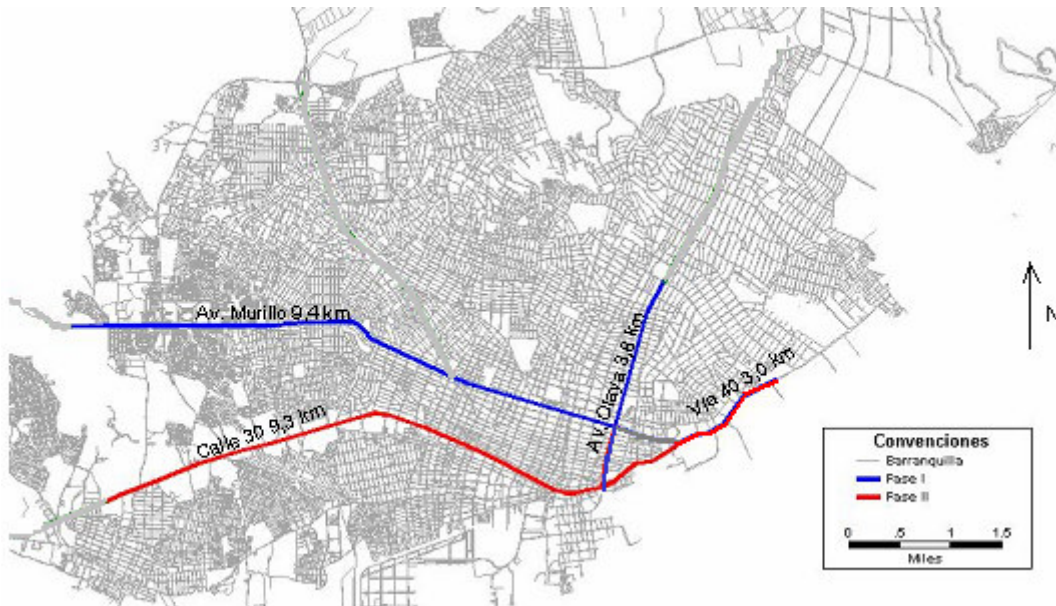 Av. Murillo 9,4 km
Av. Olaya 3,8 km
Via 40 3,0 km
Calle 30 9,3 km
N
Convenciones
Barranquilla
Fase I
Fase II
0 .5 1 1.5
Miles